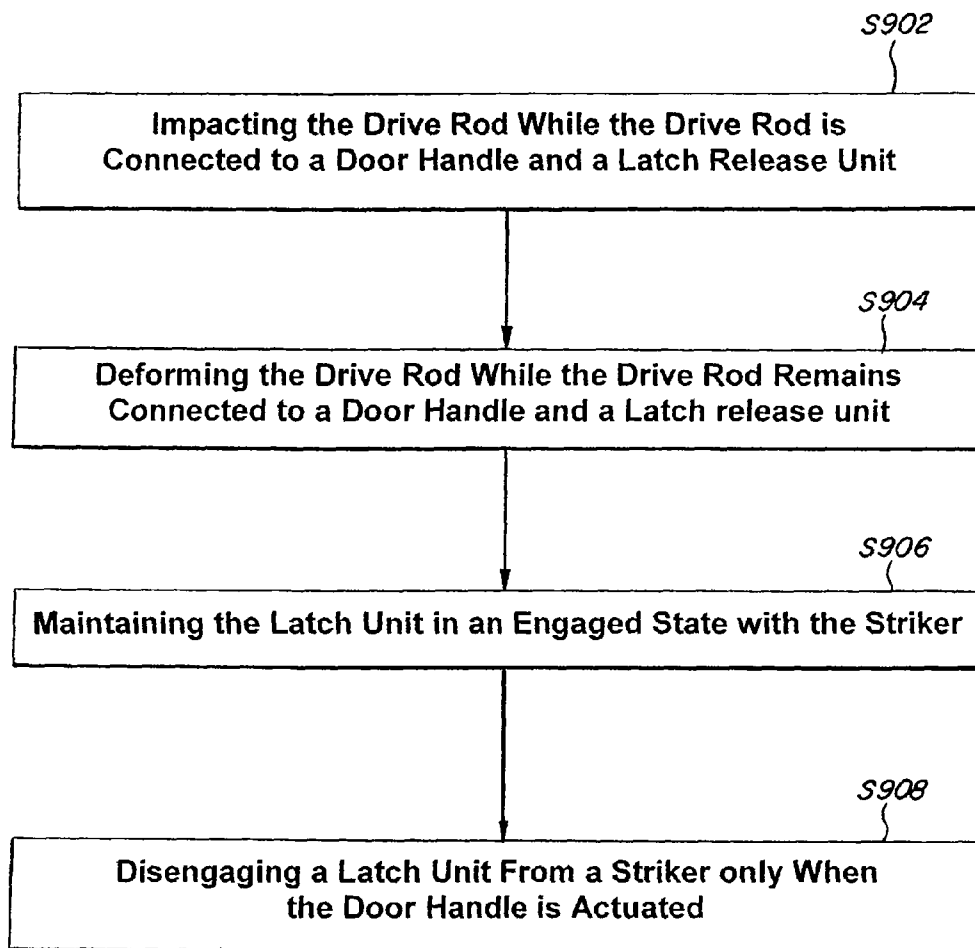 S902
Impacting the Drive Rod While the Drive Rod is
Connected to a Door Handle and a Latch Release Unit
S904
Deforming the Drive Rod While the Drive Rod Remains
Connected to a Door Handle and a Latch release unit
S906
Maintaining the Latch Unit in an Engaged State with the Striker
S908
Disengaging a Latch Unit From a Striker only When
the Door Handle is Actuated